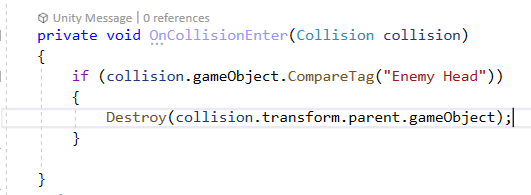 Unity Message | 0 references
private void OnCollisionEnter(Collision collision)
{
if (collision.gameObject.CompareTag("Enemy Head"))
{
Destroy(collision.transform.parent.gameObject);
}
}